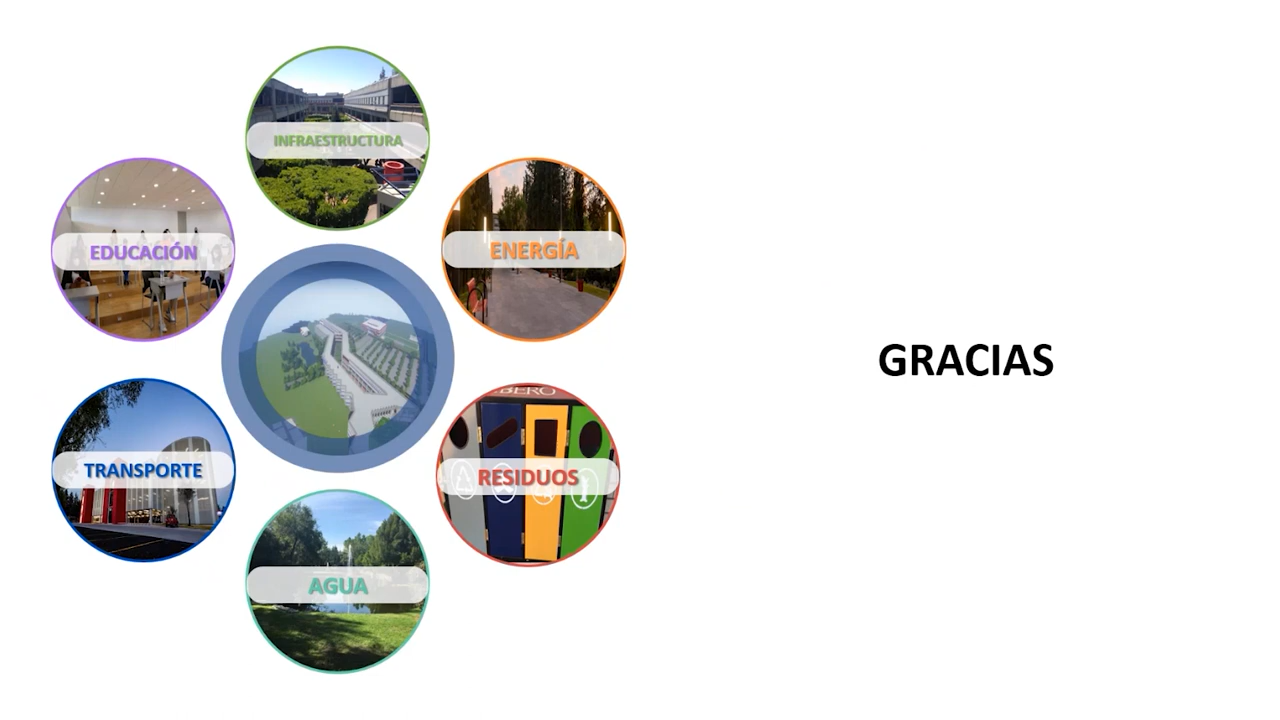 INFRAESTRUCTURA
EDUCACIÓN
ENERGÍA
GRACIAS
TRANSPORTE
RESIDUOS
AGUA